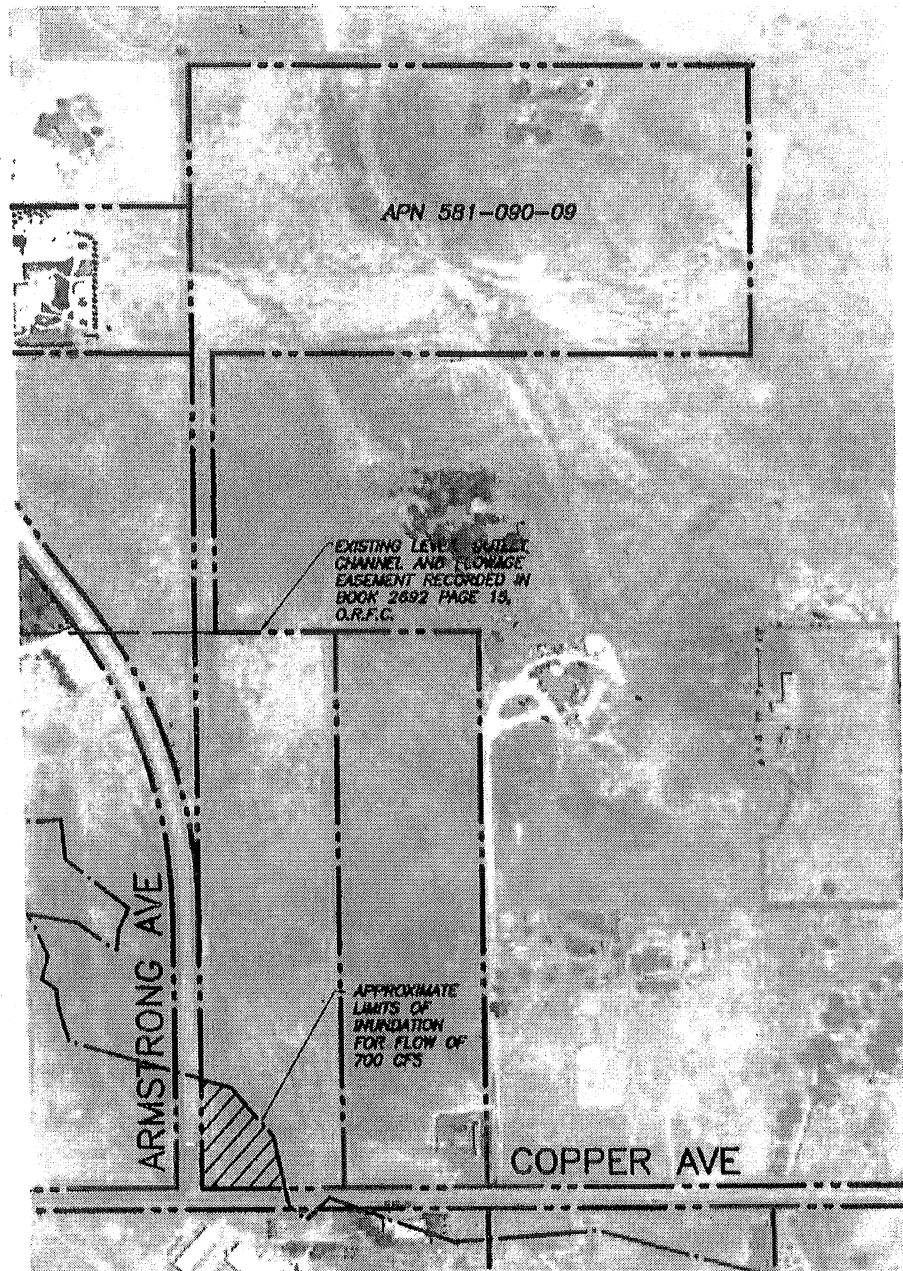 APN 581-090-09
EXISTING LEVEE OUTLET
CHANNEL AND FLOWAGE
EASEMENT RECORDED IN
BOOK 2692 PAGE 15,
O.R.F.C.
APPROXIMATE
LIMITS OF
INUNDATION
FOR FLOW OF
700 CFS
ARMSTRONG AVE
COPPER AVE